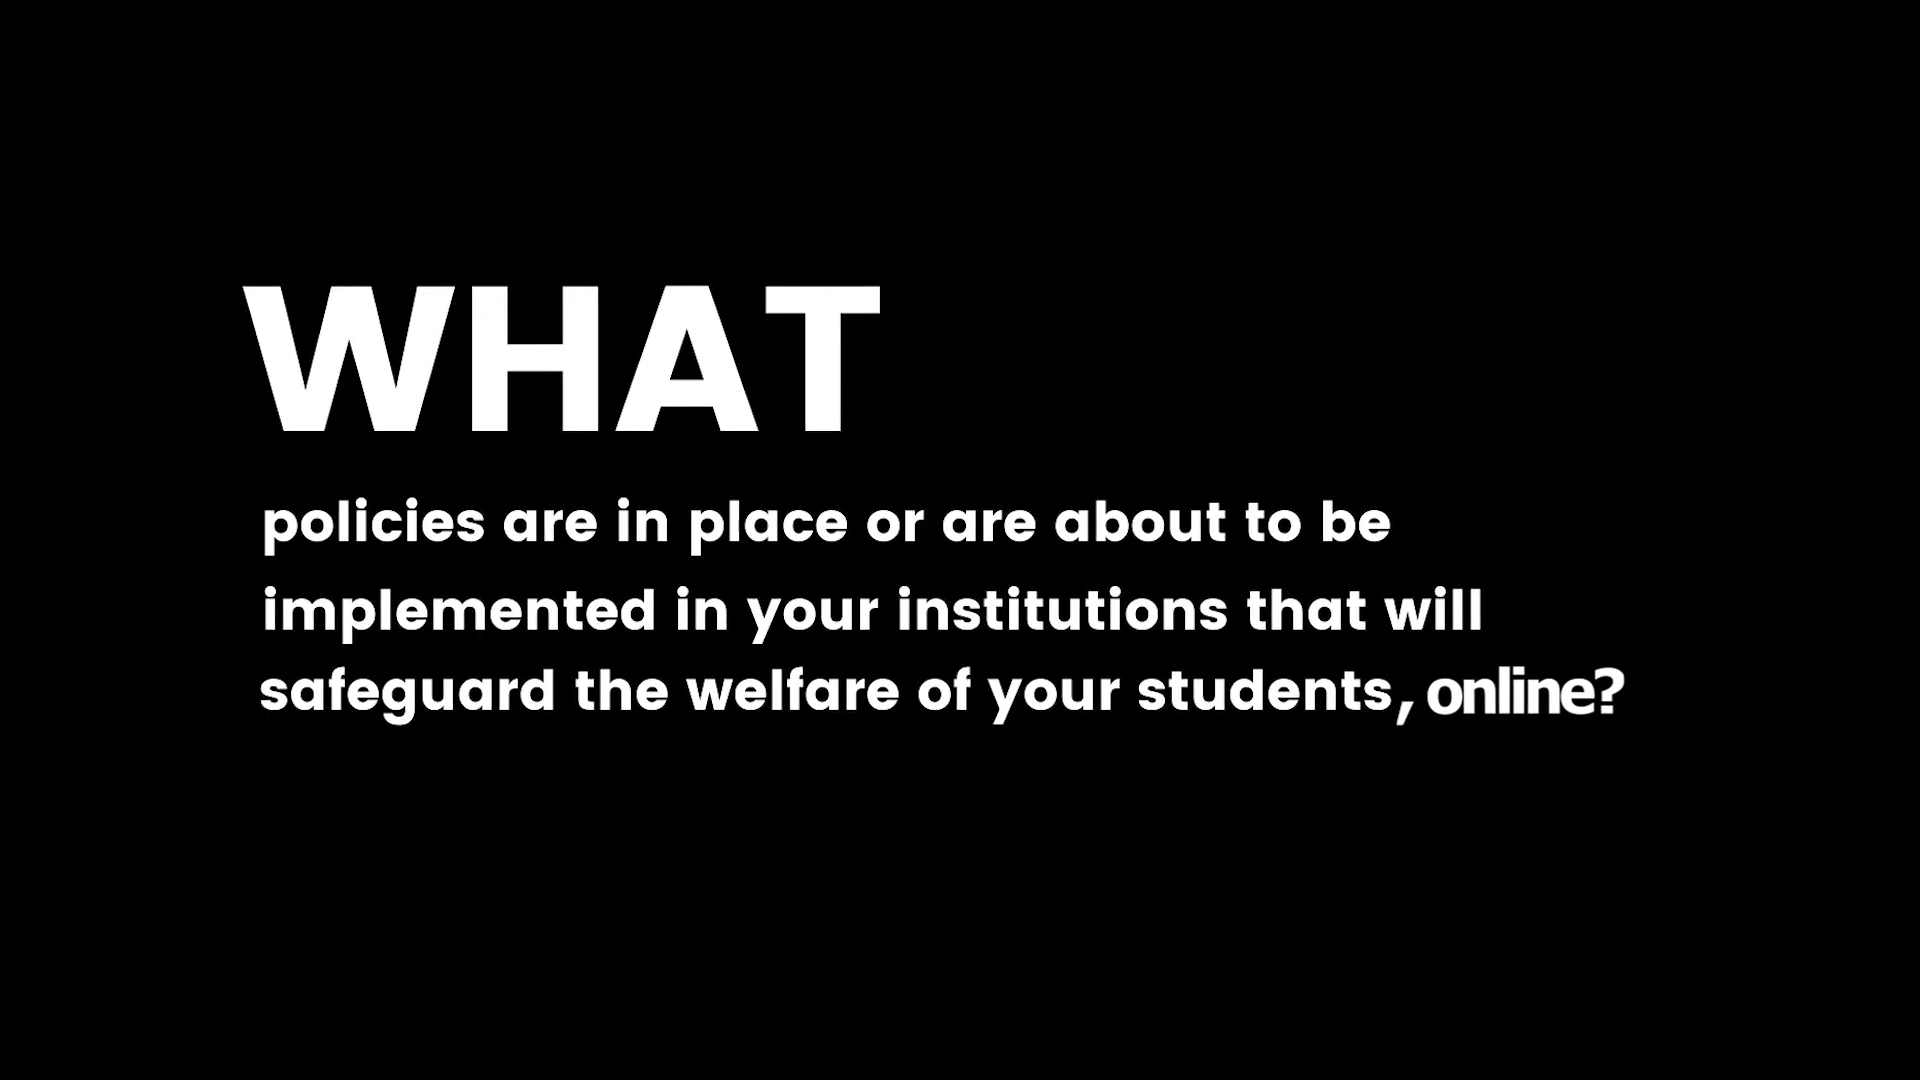 WHAT
policies are in place or are about to be
implemented in your institutions that will
safeguard the welfare of your students, online?